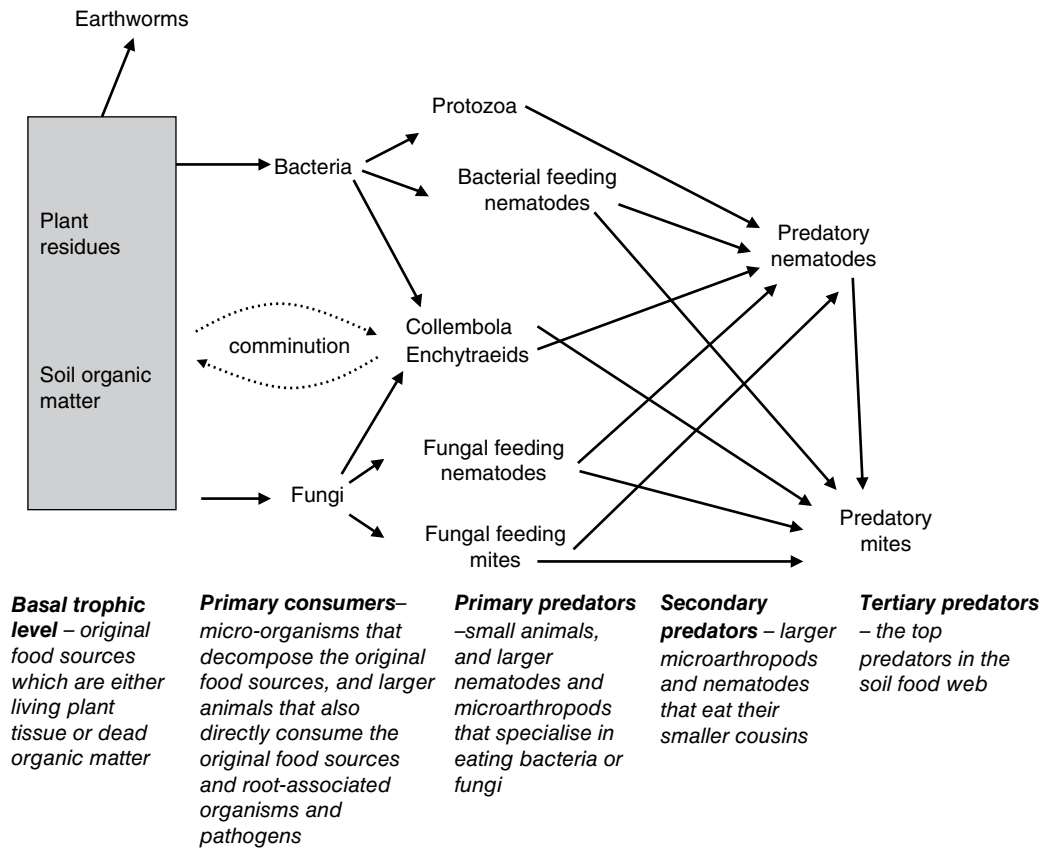 Earthworms
Protozoa
Bacteria
Bacterial feeding
nematodes
Plant
residues
Predatory
nematodes
comminution
Collembola
Enchytraeids
Soil organic
matter
Fungal feeding
nematodes
Fungi
Predatory
mites
Fungal feeding
mites
Basal trophic
level – original
food sources
which are either
living plant
tissue or dead
organic matter
Primary consumers–
micro-organisms that
decompose the original
food sources, and larger
animals that also
directly consume the
original food sources
and root-associated
organisms and
pathogens
Primary predators
–small animals,
and larger
nematodes and
microarthropods
that specialise in
eating bacteria or
fungi
Secondary
predators – larger
microarthropods
and nematodes
that eat their
smaller cousins
Tertiary predators
– the top
predators in the
soil food web